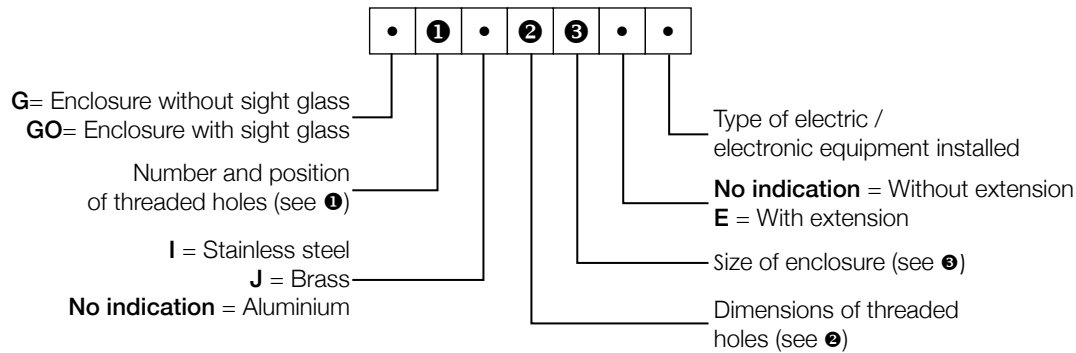 • ❶ • ❷ ❸ • •
G= Enclosure without sight glass
GO= Enclosure with sight glass
Number and position
of threaded holes (see ❶)
I = Stainless steel
J = Brass
No indication = Aluminium
Type of electric /
electronic equipment installed
No indication = Without extension
E = With extension
Size of enclosure (see ❸)
Dimensions of threaded
holes (see ❷)